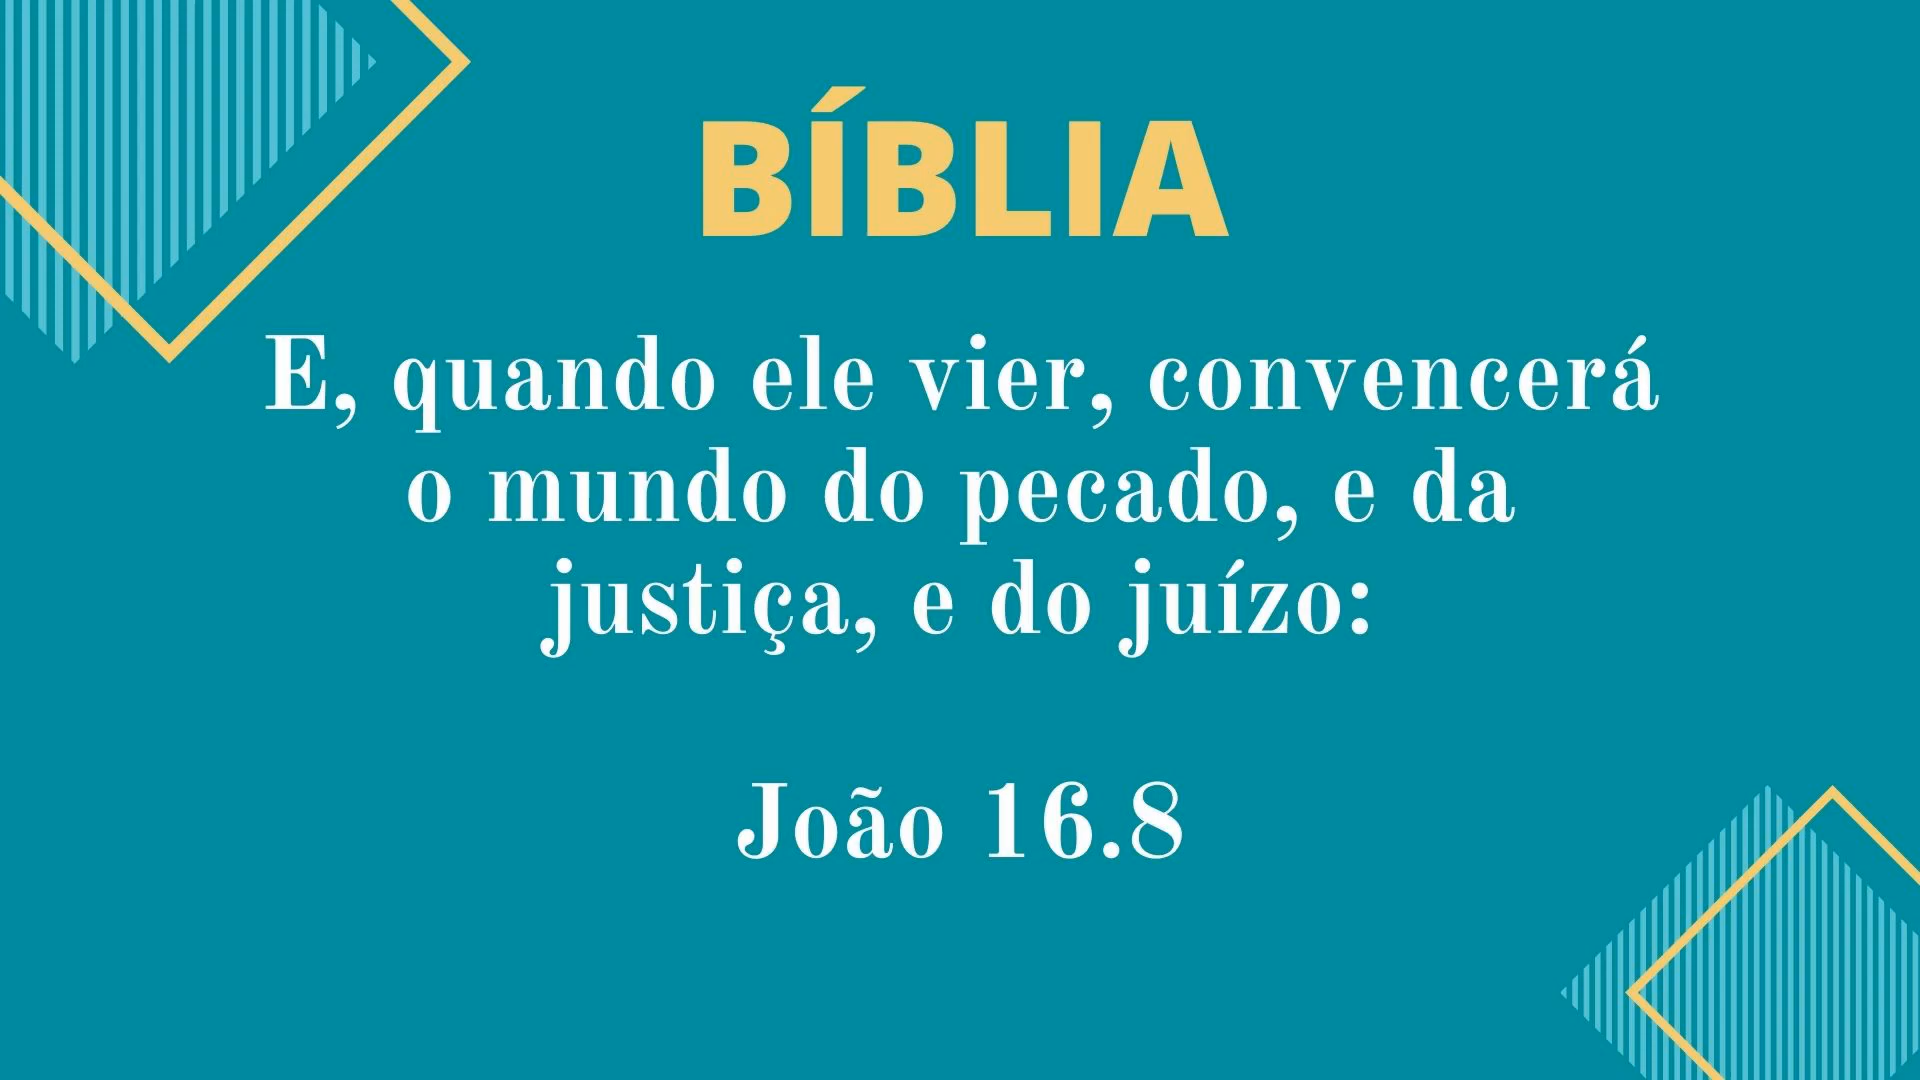 BÍBLIA
E, quando ele vier, convencerá
o mundo do pecado, e da
justiça, e do juízo:
João 16.8